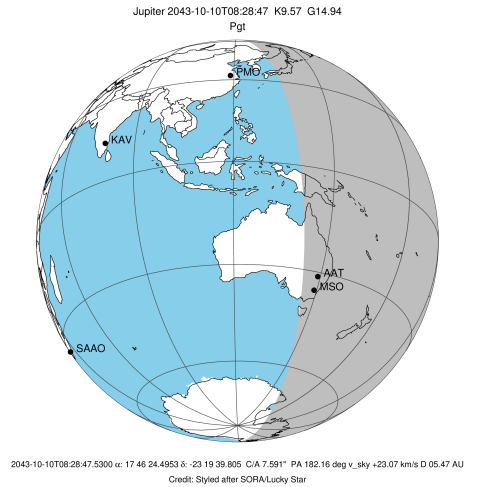 Jupiter 2043-10-10T08:28:47  K9.57  G14.94
Pgt
PMO
KAV
AAT
MSO
SAAO
2043-10-10T08:28:47.5300 α: 17 46 24.4953 δ: -23 19 39.805  C/A 7.591"  PA 182.16 deg v_sky +23.07 km/s D 05.47 AU
Credit: Styled after SORA/Lucky Star